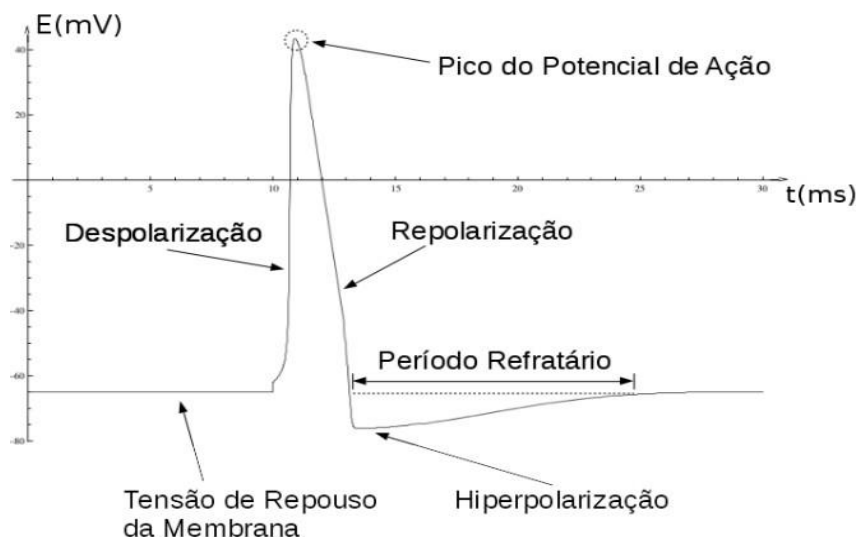 E(mV)
40
Pico do Potencial de Ação
20
5
10
15
20
25
30
t(ms)
Despolarização
Repolarização
-20
-40
Período Refratário
-60
-80
Tensão de Repouso
da Membrana
Hiperpolarização